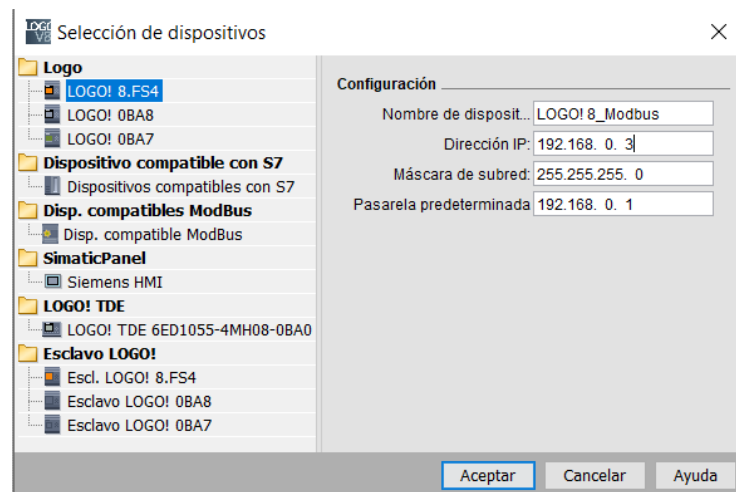 LOGO
V8
Selección de dispositivos
Logo
LOGO! 8.FS4
LOGO! 0BA8
LOGO! 0BA7
Dispositivo compatible con S7
Dispositivos compatibles con S7
Disp. compatibles ModBus
Disp. compatible ModBus
SimaticPanel
Siemens HMI
LOGO! TDE
LOGO! TDE 6ED1055-4MH08-0BA0
Esclavo LOGO!
Escl. LOGO! 8.FS4
Esclavo LOGO! 0BA8
Esclavo LOGO! 0BA7
Configuración
Nombre de disposit... LOGO! 8_Modbus
Dirección IP: 192.168. 0. 3
Máscara de subred: 255.255.255. 0
Pasarela predeterminada 192.168. 0. 1
Aceptar Cancelar Ayuda